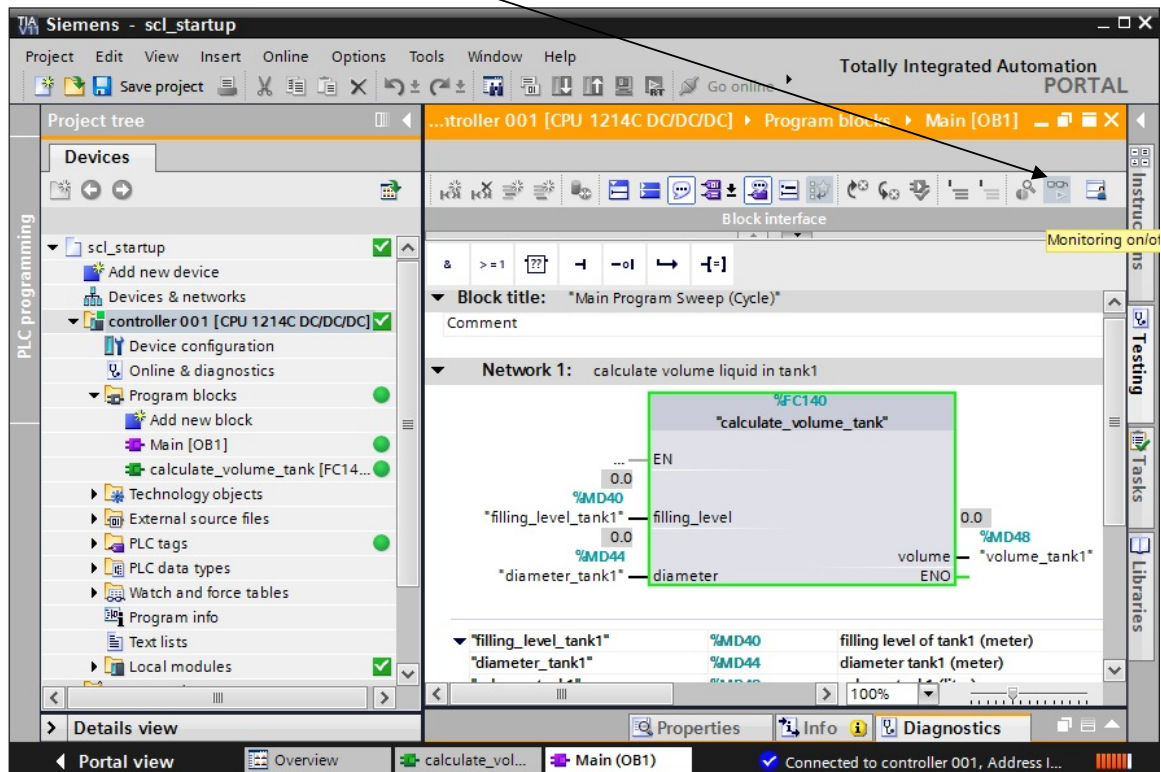 TIA
V11
Siemens - scl_startup
Project Edit View Insert Online Options Tools Window Help
Totally Integrated Automation
PORTAL
Save project
Go online
Project tree
...ntroller 001 [CPU 1214C DC/DC/DC] Program blocks Main [OB1]
Devices
Block interface
Monitoring on/of
PLC programming
scl_startup
Add new device
Devices & networks
controller 001 [CPU 1214C DC/DC/DC]
Device configuration
Online & diagnostics
Program blocks
Add new block
Main [OB1]
calculate_volume_tank [FC14...
Technology objects
External source files
PLC tags
PLC data types
Watch and force tables
Program info
Text lists
Local modules
Details view
& >=1 ??
Block title: "Main Program Sweep (Cycle)"
Comment
Network 1: calculate volume liquid in tank1
%FC140
"calculate_volume_tank"
... EN
0.0
%MD40
"filling_level_tank1" filling_level
0.0
%MD44
"diameter_tank1" diameter
0.0
%MD48
volume "volume_tank1"
ENO
"filling_level_tank1" %MD40 filling level of tank1 (meter)
"diameter_tank1" %MD44 diameter tank1 (meter)
100%
Properties Info Diagnostics
Instructions
Testing
Tasks
Libraries
Portal view Overview calculate_vol... Main (OB1) Connected to controller 001, Address I...